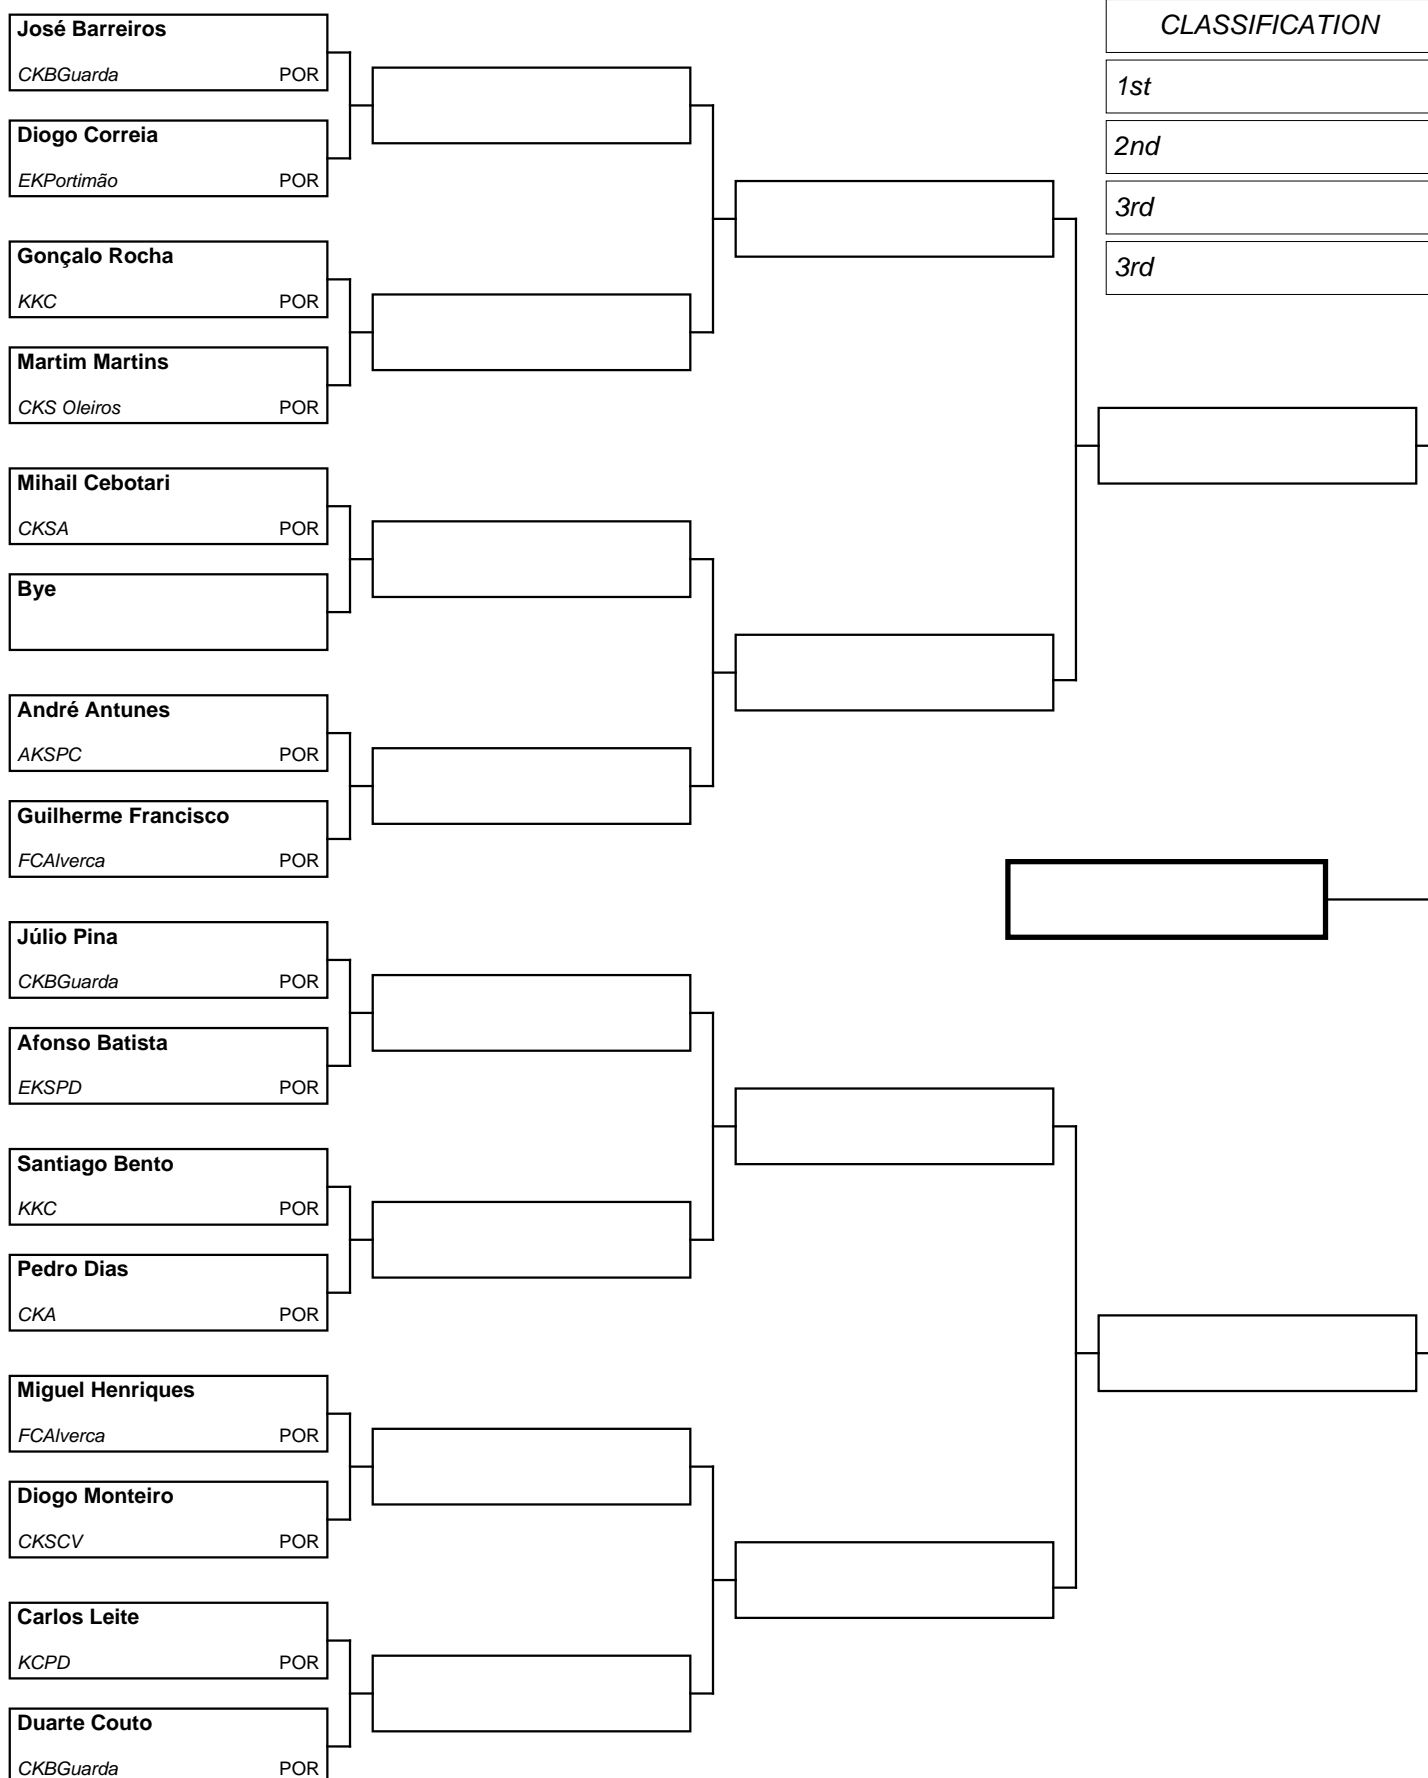 José Barreiros
CKBGuarda POR
Diogo Correia
EKPortimão POR
Gonçalo Rocha
KKC POR
Martim Martins
CKS Oleiros POR
Mihail Cebotari
CKSA POR
Bye
André Antunes
AKSPC POR
Guilherme Francisco
FCAlverca POR
Júlio Pina
CKBGuarda POR
Afonso Batista
EKSPD POR
Santiago Bento
KKC POR
Pedro Dias
CKA POR
Miguel Henriques
FCAlverca POR
Diogo Monteiro
CKSCV POR
Carlos Leite
KCPD POR
Duarte Couto
CKBGuarda POR
CLASSIFICATION
1st
2nd
3rd
3rd